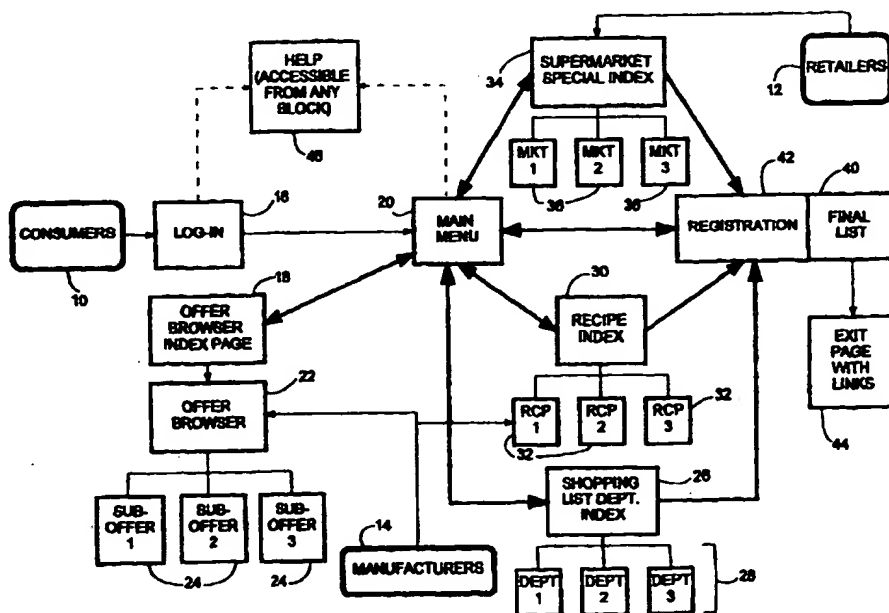 HELP
(ACCESSIBLE
FROM ANY
BLOCK)
46
34
SUPERMARKET
SPECIAL INDEX
RETAILERS
12
MKT
1
MKT
2
MKT
3
36
36
42
40
16
20
CONSUMERS
LOG-IN
MAIN
MENU
REGISTRATION
FINAL
LIST
10
18
30
OFFER
BROWSER
INDEX PAGE
RECIPE
INDEX
EXIT
PAGE
WITH
LINKS
22
OFFER
BROWSER
RCP
1
RCP
2
RCP
3
32
32
44
26
SHOPPING
LIST DEPT.
INDEX
SUB-
OFFER
1
SUB-
OFFER
2
SUB-
OFFER
3
14
24
24
MANUFACTURERS
DEPT
1
DEPT
2
DEPT
3
28